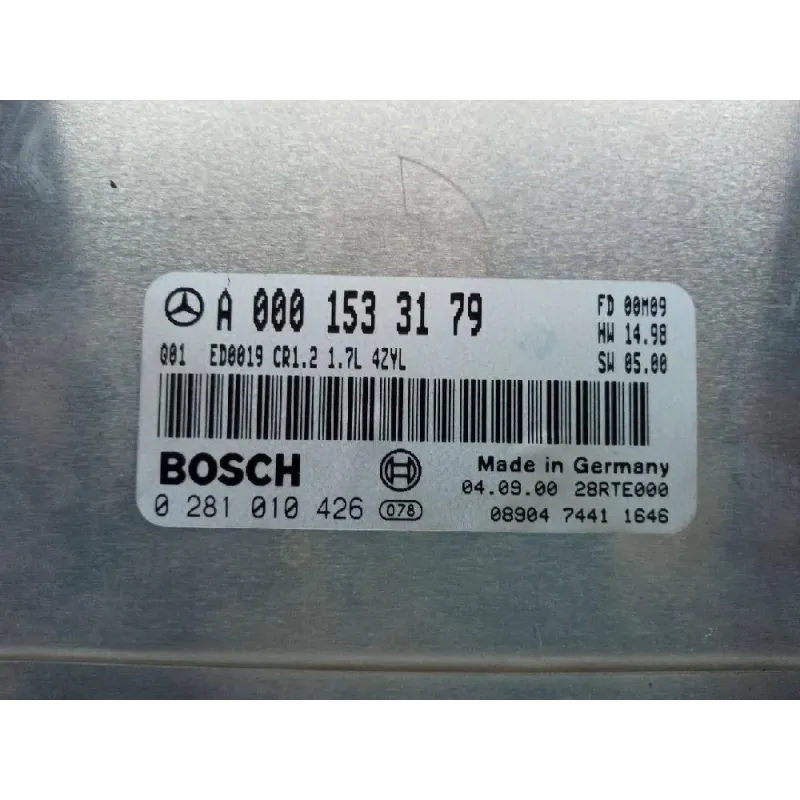 A 000 153 31 79
FD 00M09
HW 14.98
Q01 ED0019 CR1.2 1.7L 4ZYL
SW 05.00
BOSCH
Made in Germany
04.09.00 28RTE000
0 281 010 426 078
08904 7441 1646